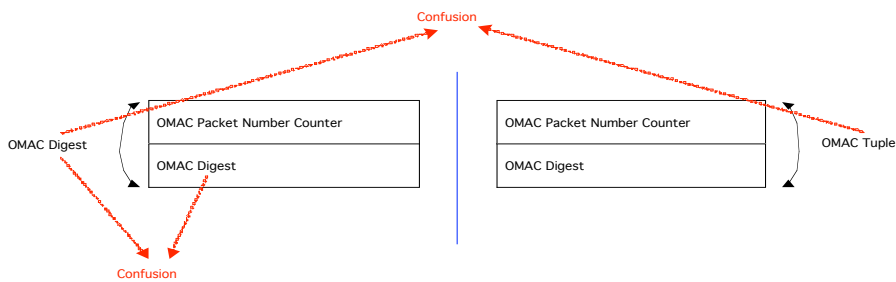 Confusion
OMAC Packet Number Counter
OMAC Packet Number Counter
OMAC Digest
OMAC Tuple
OMAC Digest
OMAC Digest
Confusion